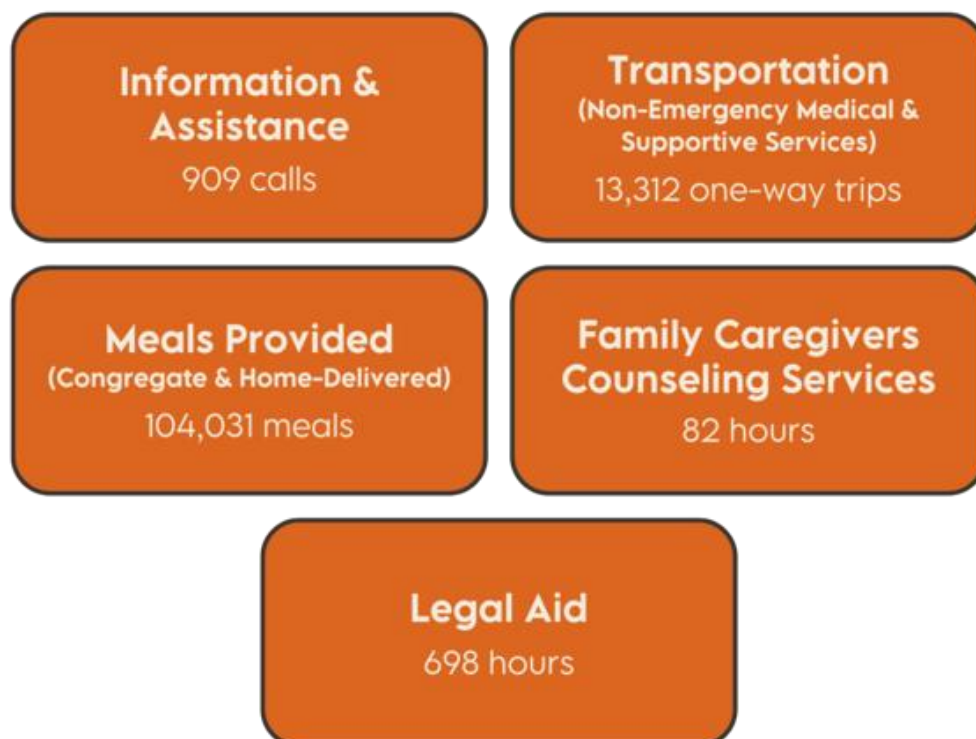 Information &
Assistance
909 calls
Transportation
(Non-Emergency Medical &
Supportive Services)
13,312 one-way trips
Meals Provided
(Congregate & Home-Delivered)
104,031 meals
Family Caregivers
Counseling Services
82 hours
Legal Aid
698 hours